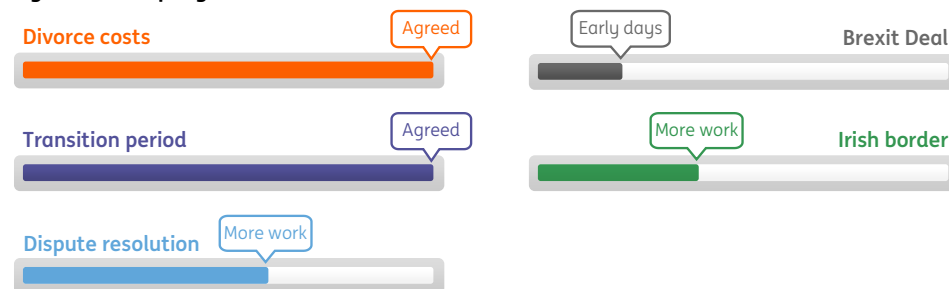 Divorce costs
Agreed
Early days
Brexit Deal
Transition period
Agreed
More work
Irish border
Dispute resolution
More work